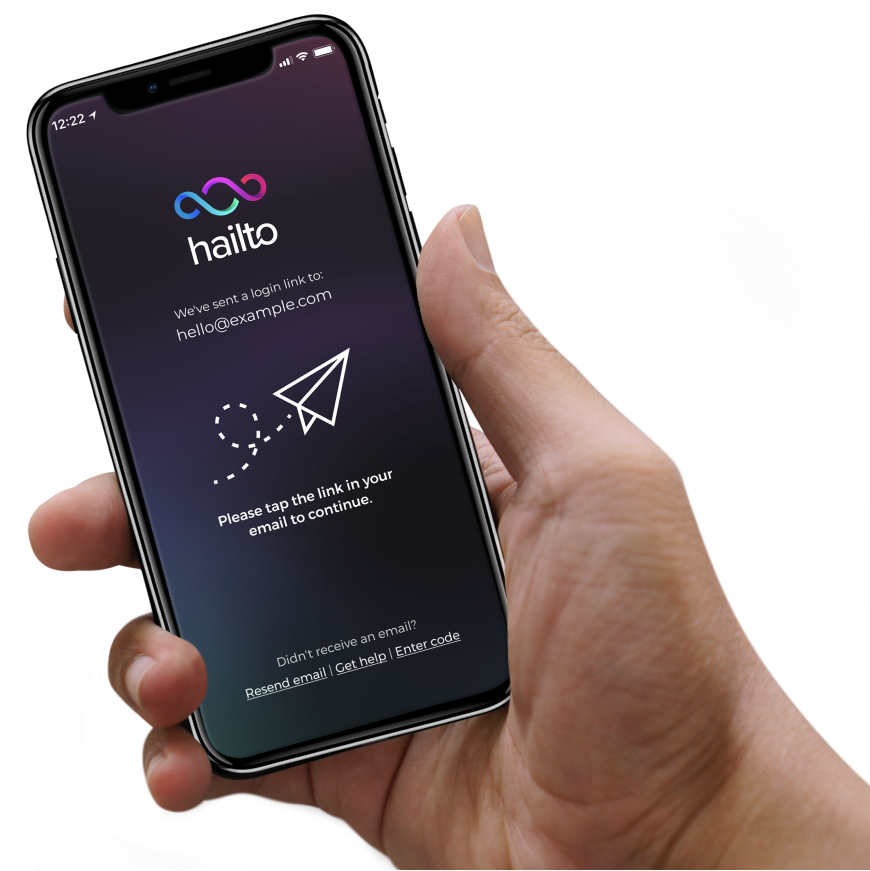 12:22
hailto
We've sent a login link to:
hello@example.com
Please tap the link in your
email to continue.
Didn't receive an email?
Resend email | Get help | Enter code